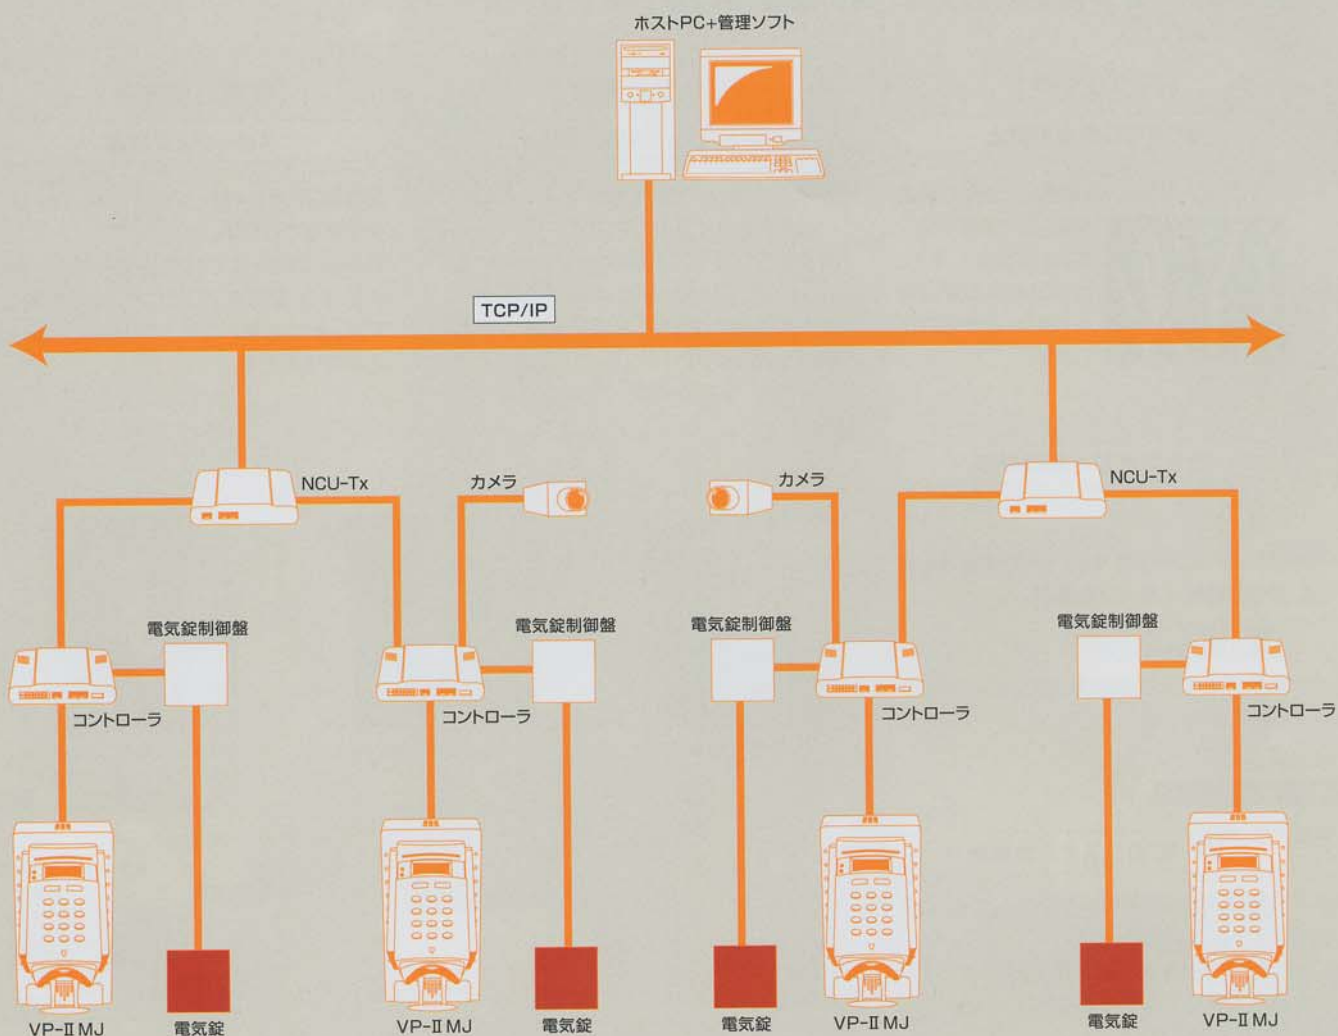 ホストPC+管理ソフト
TCP/IP
NCU-Tx
カメラ
カメラ
NCU-Tx
電気錠制御盤
電気錠制御盤
電気錠制御盤
電気錠制御盤
コントローラ
コントローラ
コントローラ
コントローラ
VP-II MJ
電気錠
VP-II MJ
電気錠
電気錠
VP-II MJ
電気錠
VP-II MJ